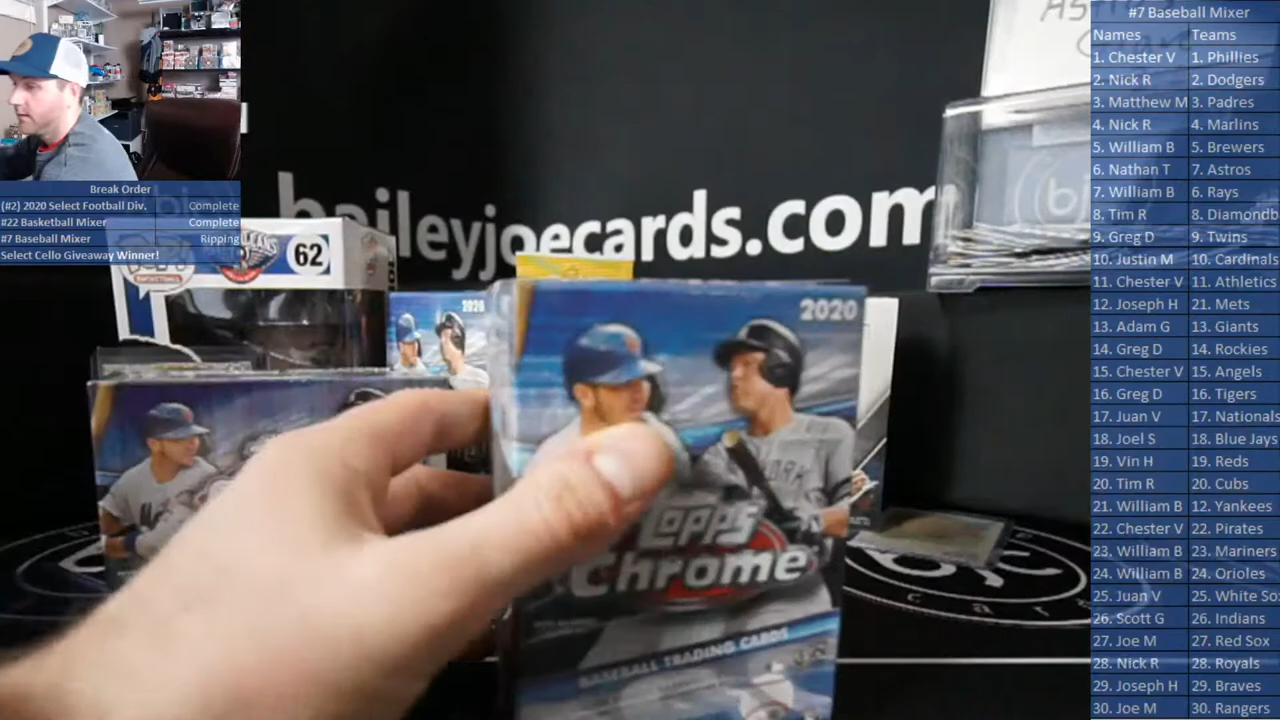 Break Order
(#2) 2020 Select Football Div. Complete
#22 Basketball Mixer Complete
#7 Baseball Mixer Ripping
Select Cello Giveaway Winner!
baileyjoecards.com
62
2020
2020
Topps
Chrome
BASEBALL TRADING CARDS
#7 Baseball Mixer
Names Teams
1. Chester V 1. Phillies
2. Nick R 2. Dodgers
3. Matthew M 3. Padres
4. Nick R 4. Marlins
5. William B 5. Brewers
6. Nathan T 7. Astros
7. William B 6. Rays
8. Tim R 8. Diamondb
9. Greg D 9. Twins
10. Justin M 10. Cardinals
11. Chester V 11. Athletics
12. Joseph H 21. Mets
13. Adam G 13. Giants
14. Greg D 14. Rockies
15. Chester V 15. Angels
16. Greg D 16. Tigers
17. Juan V 17. Nationals
18. Joel S 18. Blue Jays
19. Vin H 19. Reds
20. Tim R 20. Cubs
21. William B 12. Yankees
22. Chester V 22. Pirates
23. William B 23. Mariners
24. William B 24. Orioles
25. Juan V 25. White So
26. Scott G 26. Indians
27. Joe M 27. Red Sox
28. Nick R 28. Royals
29. Joseph H 29. Braves
30. Joe M 30. Rangers